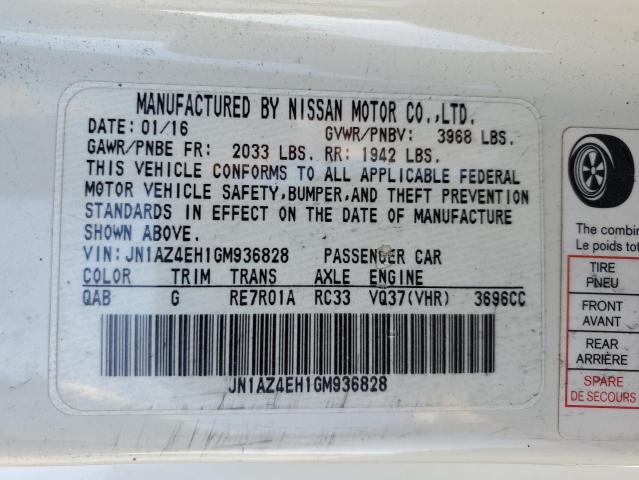 MANUFACTURED BY NISSAN MOTOR CO.,LTD.
DATE: 01/16 GVWR/PNBV: 3968 LBS.
GAWR/PNBE FR: 2033 LBS. RR: 1942 LBS.
THIS VEHICLE CONFORMS TO ALL APPLICABLE FEDERAL
MOTOR VEHICLE SAFETY,BUMPER,AND THEFT PREVENTION
STANDARDS IN EFFECT ON THE DATE OF MANUFACTURE
SHOWN ABOVE.
VIN: JN1AZ4EH1GM936828 PASSENGER CAR
COLOR TRIM TRANS AXLE ENGINE
QAB G RE7R01A RC33 VQ37(VHR) 3696CC
JN1AZ4EH1GM936828
The combin
Le poids tot
TIRE
PNEU
FRONT
AVANT
REAR
ARRIÈRE
SPARE
DE SECOURS